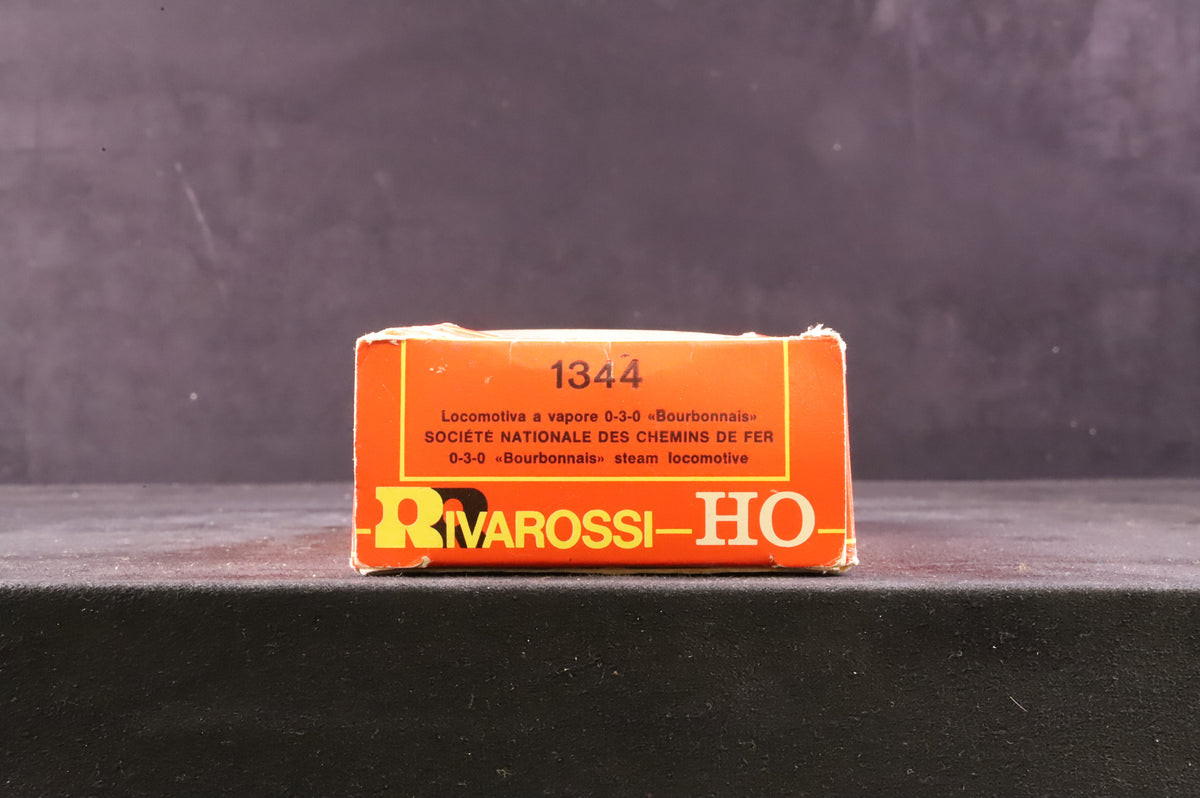 1344
Locomotiva a vapore 0-3-0 «Bourbonnais»
SOCIÉTÉ NATIONALE DES CHEMINS DE FER
0-3-0 «Bourbonnais» steam locomotive
RIVAROSSI HO